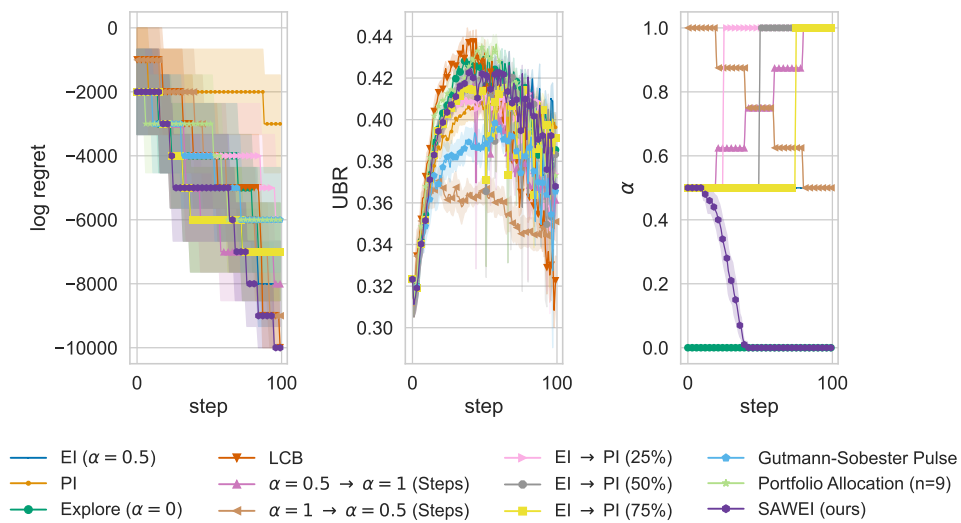 0
−2000
−4000
−6000
−8000
−10000
log regret
0
100
step
0.44
0.42
0.40
0.38
0.36
0.34
0.32
0.30
UBR
0
100
step
1.0
0.8
0.6
0.4
0.2
0.0
α
0
100
step
EI (α = 0.5)
PI
Explore (α = 0)
LCB
α = 0.5 → α = 1 (Steps)
α = 1 → α = 0.5 (Steps)
EI → PI (25%)
EI → PI (50%)
EI → PI (75%)
Gutmann-Sobester Pulse
Portfolio Allocation (n=9)
SAWEI (ours)